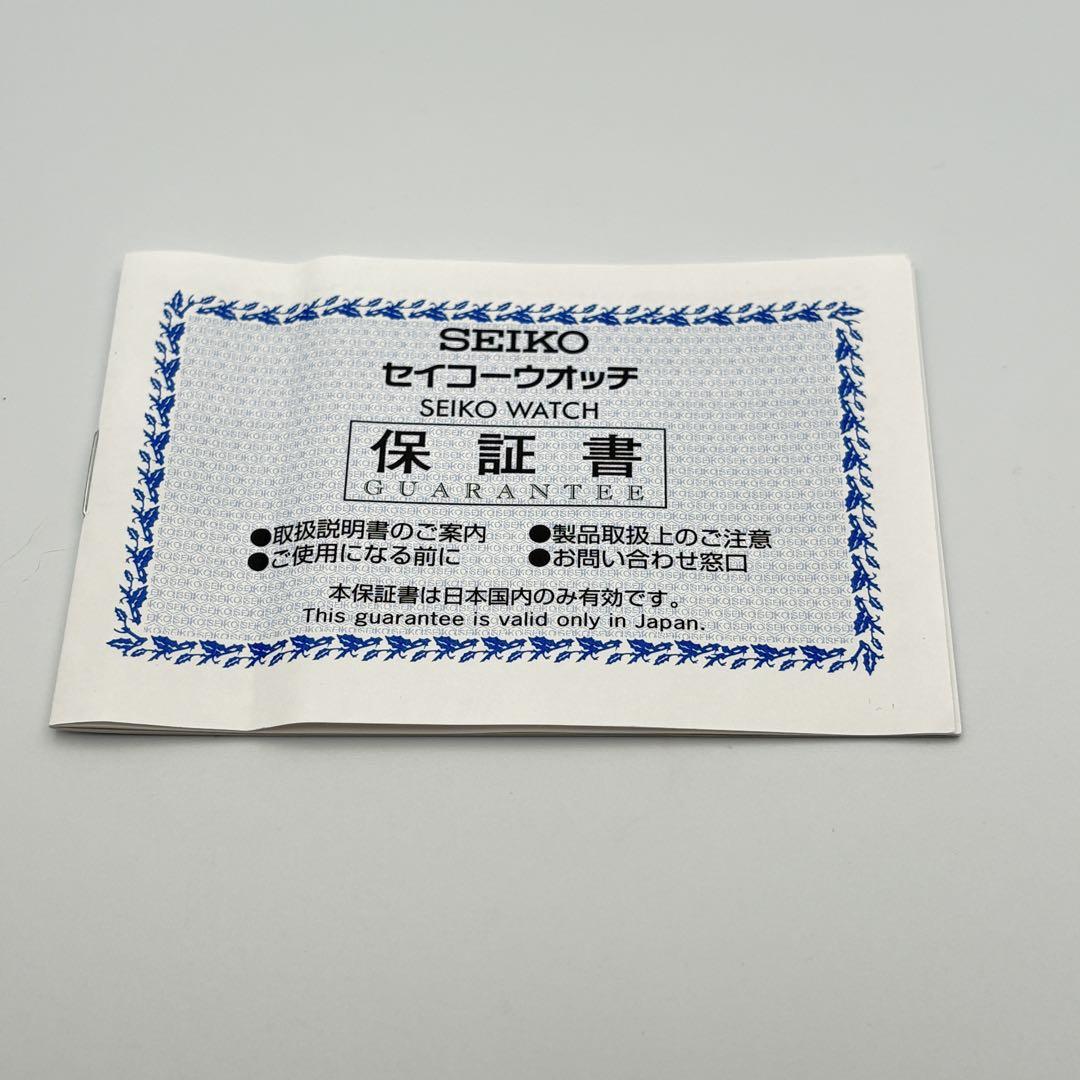 SEIKO
セイコーウオッチ
SEIKO WATCH
保証書
GUARANTEE
●取扱説明書のご案内 ●製品取扱上のご注意
●ご使用になる前に ●お問い合わせ窓口
本保証書は日本国内のみ有効です。
This guarantee is valid only in Japan.